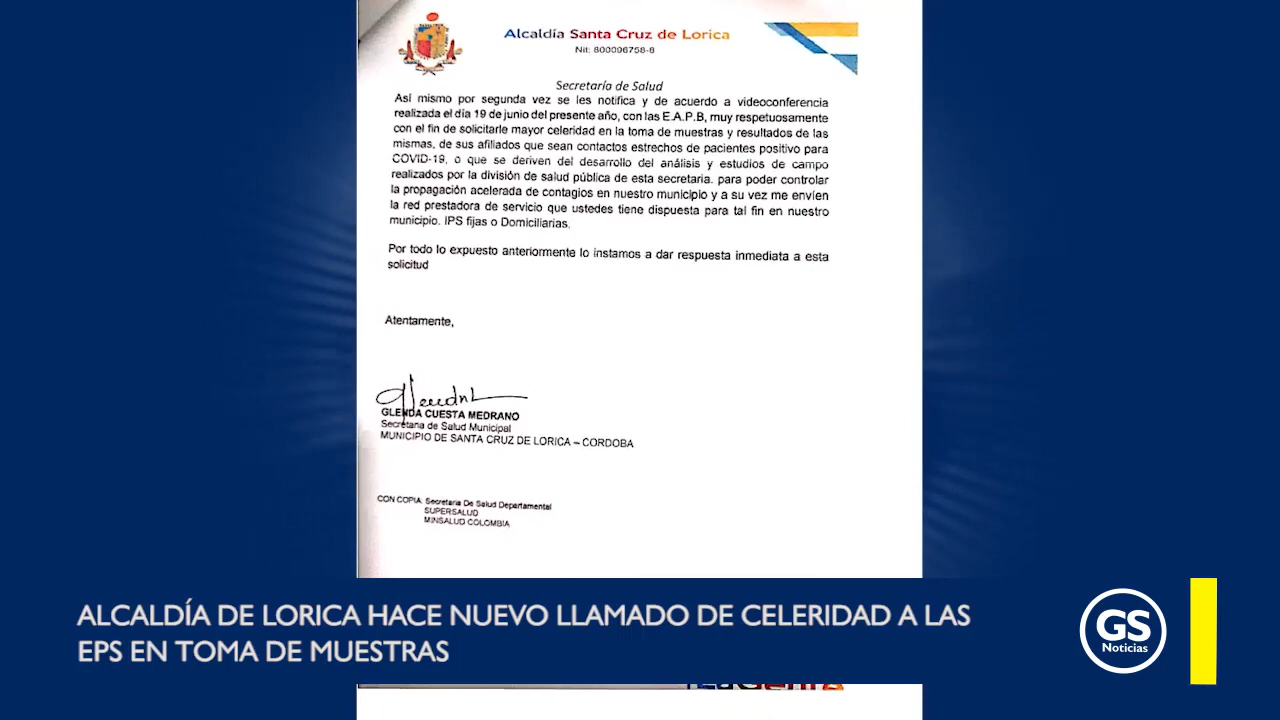 Alcaldía Santa Cruz de Lorica
Nit: 800096758-8
Secretaría de Salud
Así mismo por segunda vez se les notifica y de acuerdo a videoconferencia
realizada el día 19 de junio del presente año, con las E.A.P.B, muy respetuosamente
con el fin de solicitarle mayor celeridad en la toma de muestras y resultados de las
mismas, de sus afiliados que sean contactos estrechos de pacientes positivo para
COVID-19, o que se deriven del desarrollo del análisis y estudios de campo
realizados por la división de salud pública de esta secretaria. para poder controlar
la propagación acelerada de contagios en nuestro municipio y a su vez me envíen
la red prestadora de servicio que ustedes tiene dispuesta para tal fin en nuestro
municipio. IPS fijas o Domiciliarias.
Por todo lo expuesto anteriormente lo instamos a dar respuesta inmediata a esta
solicitud
Atentamente,
GLENDA CUESTA MEDRANO
Secretaria de Salud Municipal
MUNICIPIO DE SANTA CRUZ DE LORICA – CORDOBA
CON COPIA: Secretaria De Salud Departamental
SUPERSALUD
MINSALUD COLOMBIA
ALCALDÍA DE LORICA HACE NUEVO LLAMADO DE CELERIDAD A LAS
EPS EN TOMA DE MUESTRAS
GS
Noticias